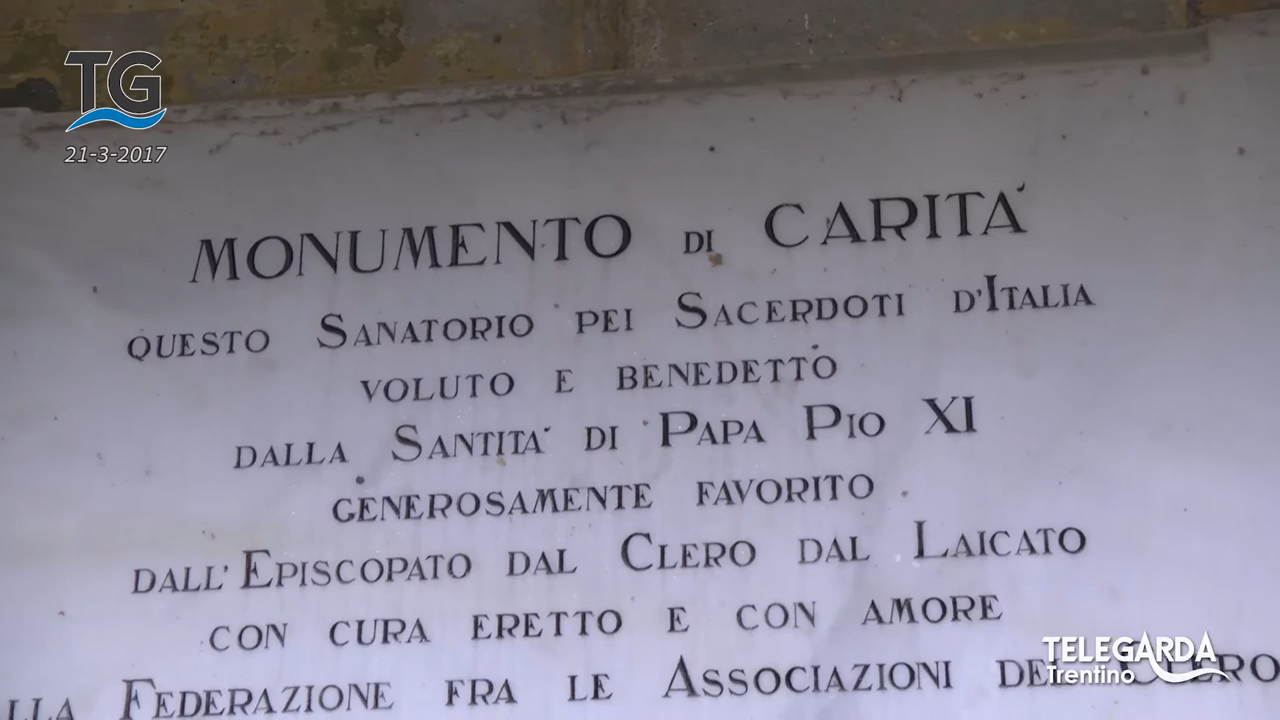 TG
21-3-2017
MONUMENTO DI CARITA'
QUESTO SANATORIO PEI SACERDOTI D'ITALIA
VOLUTO E BENEDETTO
DALLA SANTITA' DI PAPA PIO XI
GENEROSAMENTE FAVORITO
DALL'EPISCOPATO DAL CLERO DAL LAICATO
CON CURA ERETTO E CON AMORE
FEDERAZIONE FRA LE ASSOCIAZIONI DEL CLERO
TELEGARDA
Trentino